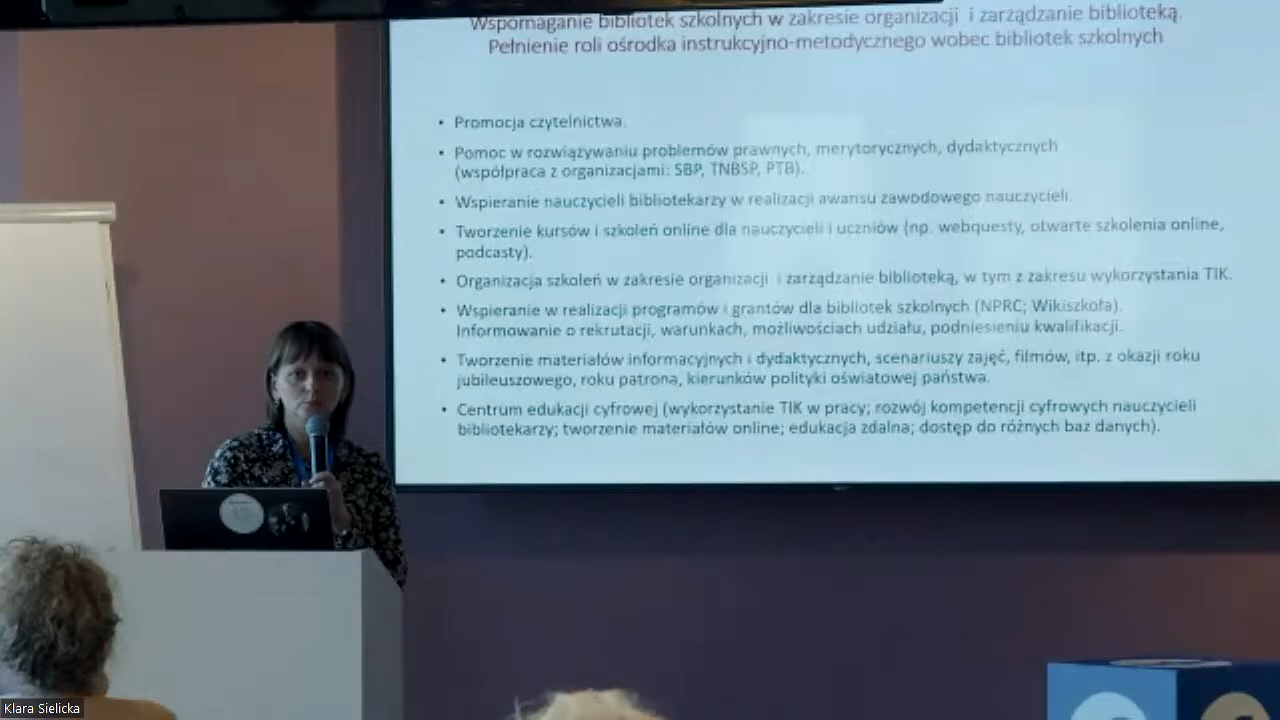 Wspomaganie bibliotek szkolnych w zakresie organizacji i zarządzanie biblioteką.
Pełnienie roli ośrodka instrukcyjno-metodycznego wobec bibliotek szkolnych
• Promocja czytelnictwa.
• Pomoc w rozwiązywaniu problemów prawnych, merytorycznych, dydaktycznych
(współpraca z organizacjami: SBP, TNBSP, PTB).
• Wspieranie nauczycieli bibliotekarzy w realizacji awansu zawodowego nauczycieli.
• Tworzenie kursów i szkoleń online dla nauczycieli i uczniów (np. webquesty, otwarte szkolenia online,
podcasty).
• Organizacja szkoleń w zakresie organizacji i zarządzanie biblioteką, w tym z zakresu wykorzystania TIK.
• Wspieranie w realizacji programów i grantów dla bibliotek szkolnych (NPRC; Wikiszkoła).
Informowanie o rekrutacji, warunkach, możliwościach udziału, podniesieniu kwalifikacji.
• Tworzenie materiałów informacyjnych i dydaktycznych, scenariuszy zajęć, filmów, itp. z okazji roku
jubileuszowego, roku patrona, kierunków polityki oświatowej państwa.
• Centrum edukacji cyfrowej (wykorzystanie TIK w pracy; rozwój kompetencji cyfrowych nauczycieli
bibliotekarzy; tworzenie materiałów online; edukacja zdalna; dostęp do różnych baz danych).
Klara Sielicka